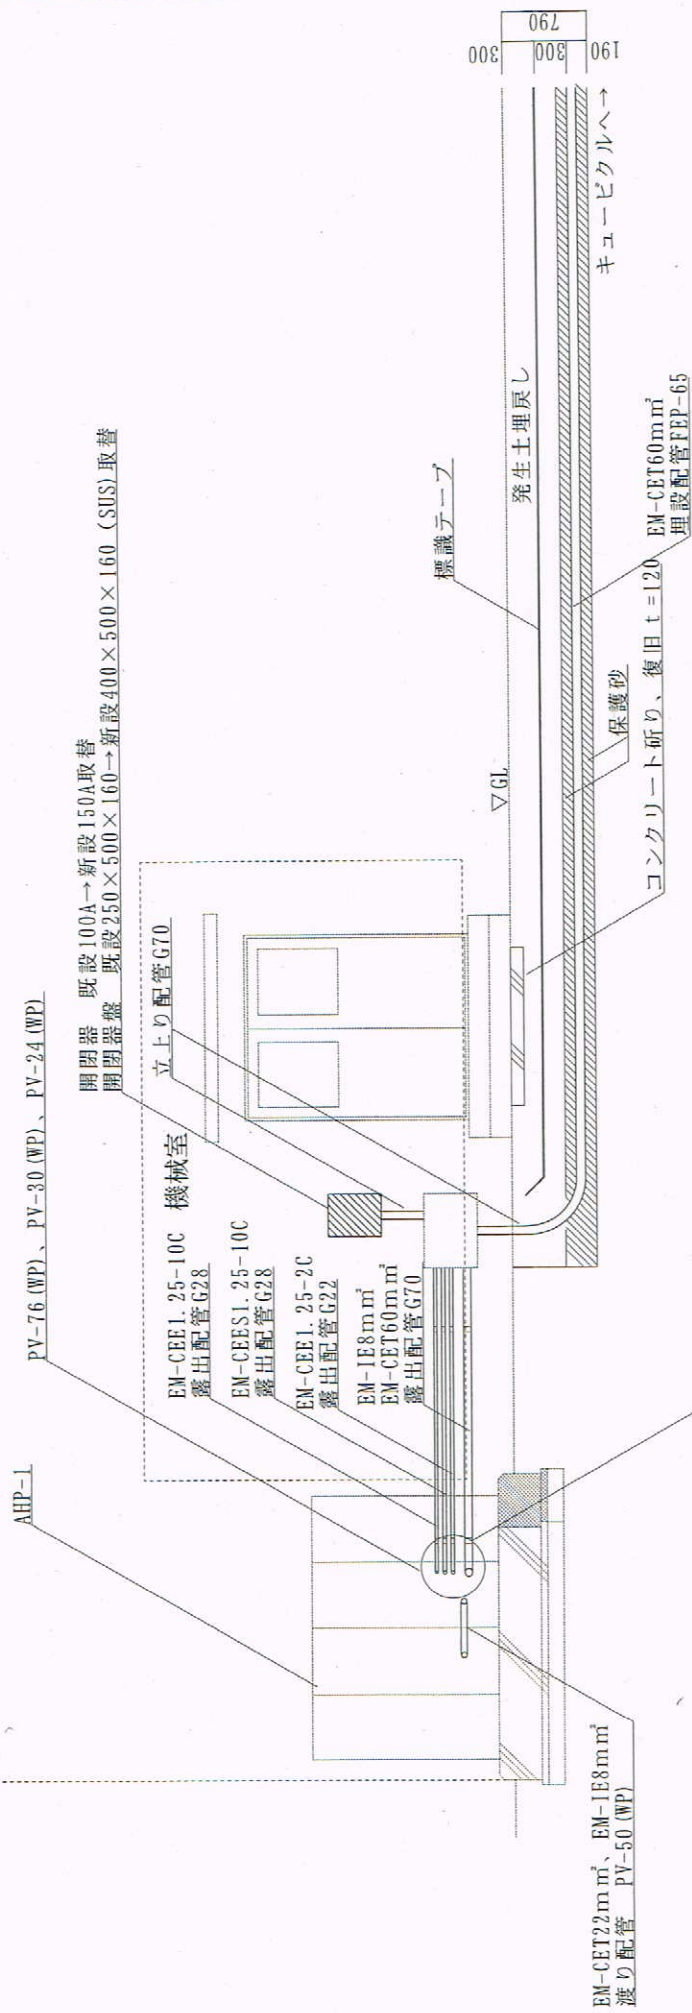 AHP-1
PV-76(WP)、PV-30(WP)、PV-24(WP)
開閉器　既設100A→新設150A取替
開閉器盤　既設250×500×160→新設400×500×160 (SUS)取替
立上り配管G70
機械室
EM-CEE1.25-10C
露出配管G28
EM-CEES1.25-10C
露出配管G28
EM-CEE1.25-2C
露出配管G22
EM-IE8mm²
EM-CET60mm²
露出配管G70
▽GL
標識テープ
発生土埋戻し
300
300
790
190
キュービクルへ→
EM-CET60mm²
埋設配管FEP-65
保護砂
コンクリート斫り、復旧 t=120
EM-CET22mm²、EM-IE8mm²
渡り配管　PV-50(WP)